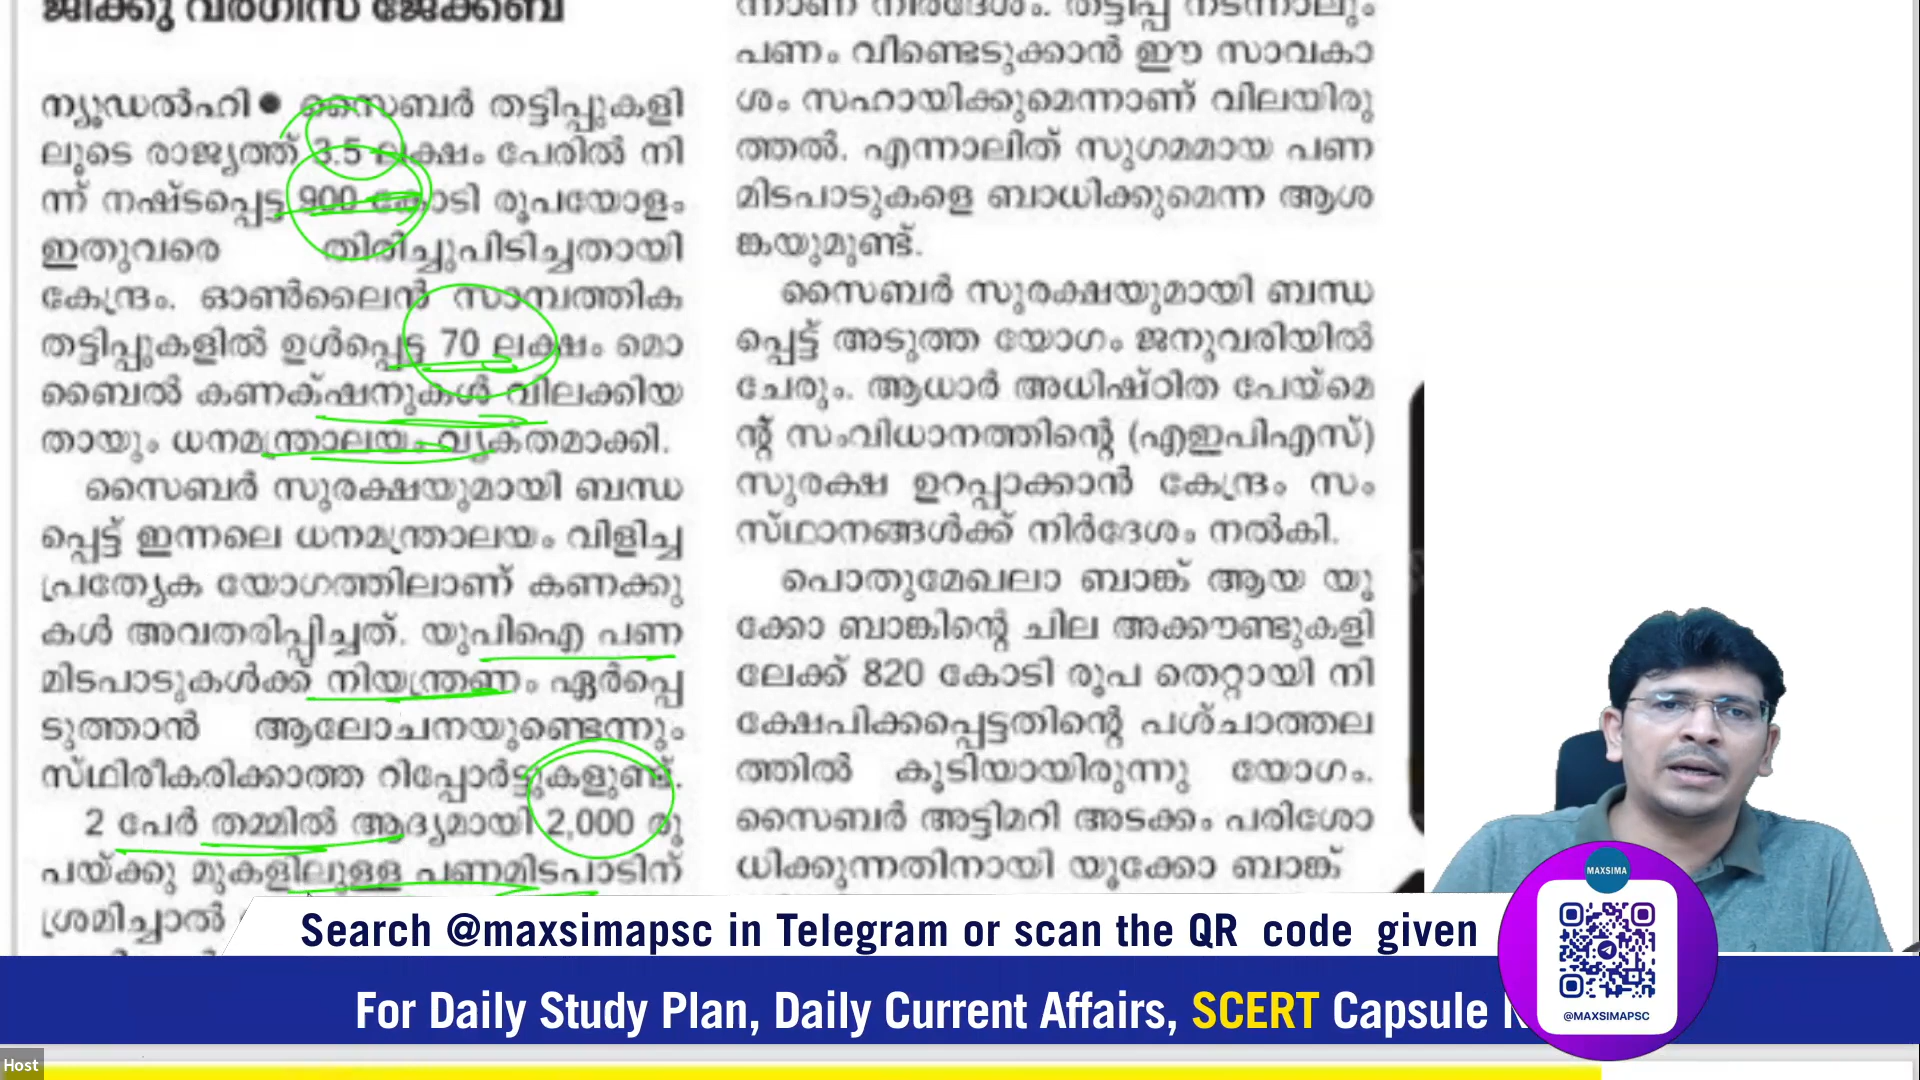 ജിക്കു വർഗീസ് ജേക്കബ്
ന്യൂഡൽഹി ● സൈബർ തട്ടിപ്പുകളി
ലൂടെ രാജ്യത്ത് 3.5 ലക്ഷം പേരിൽ നി
ന്ന് നഷ്ടപ്പെട്ട 900 കോടി രൂപയോളം
ഇതുവരെ തിരിച്ചുപിടിച്ചതായി
കേന്ദ്രം. ഓൺലൈൻ സാമ്പത്തിക
തട്ടിപ്പുകളിൽ ഉൾപ്പെട്ട 70 ലക്ഷം മൊ
ബൈൽ കണക്‌ഷനുകൾ വിലക്കിയ
തായും ധനമന്ത്രാലയം വ്യക്തമാക്കി.
സൈബർ സുരക്ഷയുമായി ബന്ധ
പ്പെട്ട് ഇന്നലെ ധനമന്ത്രാലയം വിളിച്ച
പ്രത്യേക യോഗത്തിലാണ് കണക്കു
കൾ അവതരിപ്പിച്ചത്. യുപിഐ പണ
മിടപാടുകൾക്ക് നിയന്ത്രണം ഏർപ്പെ
ടുത്താൻ ആലോചനയുണ്ടെന്നും
സ്ഥിരീകരിക്കാത്ത റിപ്പോർട്ടുകളുണ്ട്.
2 പേർ തമ്മിൽ ആദ്യമായി 2,000 രൂ
പയ്ക്കു മുകളിലുള്ള പണമിടപാടിന്
ശ്രമിച്ചാൽ
ന്നാണ് നിർദേശം. തട്ടിപ്പ് നടന്നാലും
പണം വീണ്ടെടുക്കാൻ ഈ സാവകാ
ശം സഹായിക്കുമെന്നാണ് വിലയിരു
ത്തൽ. എന്നാലിത് സുഗമമായ പണ
മിടപാടുകളെ ബാധിക്കുമെന്ന ആശ
ങ്കയുമുണ്ട്.
സൈബർ സുരക്ഷയുമായി ബന്ധ
പ്പെട്ട് അടുത്ത യോഗം ജനുവരിയിൽ
ചേരും. ആധാർ അധിഷ്ഠിത പേയ്മെ
ന്റ് സംവിധാനത്തിന്റെ (എഇപിഎസ്)
സുരക്ഷ ഉറപ്പാക്കാൻ കേന്ദ്രം സം
സ്ഥാനങ്ങൾക്ക് നിർദേശം നൽകി.
പൊതുമേഖലാ ബാങ്ക് ആയ യൂ
ക്കോ ബാങ്കിന്റെ ചില അക്കൗണ്ടുകളി
ലേക്ക് 820 കോടി രൂപ തെറ്റായി നി
ക്ഷേപിക്കപ്പെട്ടതിന്റെ പശ്ചാത്തല
ത്തിൽ കൂടിയായിരുന്നു യോഗം.
സൈബർ അട്ടിമറി അടക്കം പരിശോ
ധിക്കുന്നതിനായി യൂക്കോ ബാങ്ക്
MAXSIMA
Search @maxsimapsc in Telegram or scan the QR code given
For Daily Study Plan, Daily Current Affairs, SCERT Capsule
@MAXSIMAPSC
Host